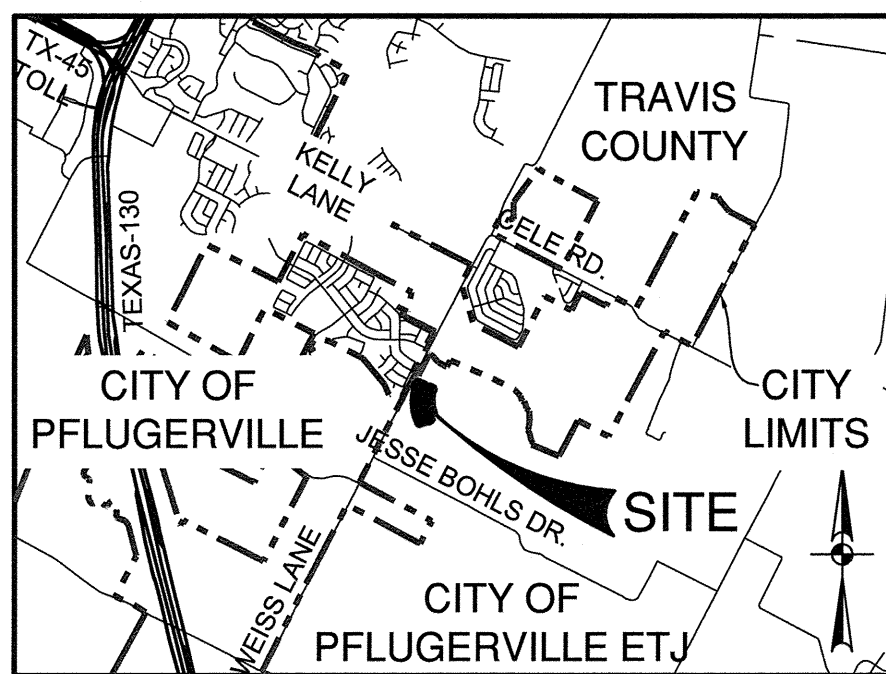 TX-45
TOLL
TRAVIS
COUNTY
KELLY
LANE
TEXAS-130
CELE RD.
CITY OF
PFLUGERVILLE
CITY
LIMITS
JESSE BOHLS DR.
SITE
WEISS LANE
CITY OF
PFLUGERVILLE ETJ